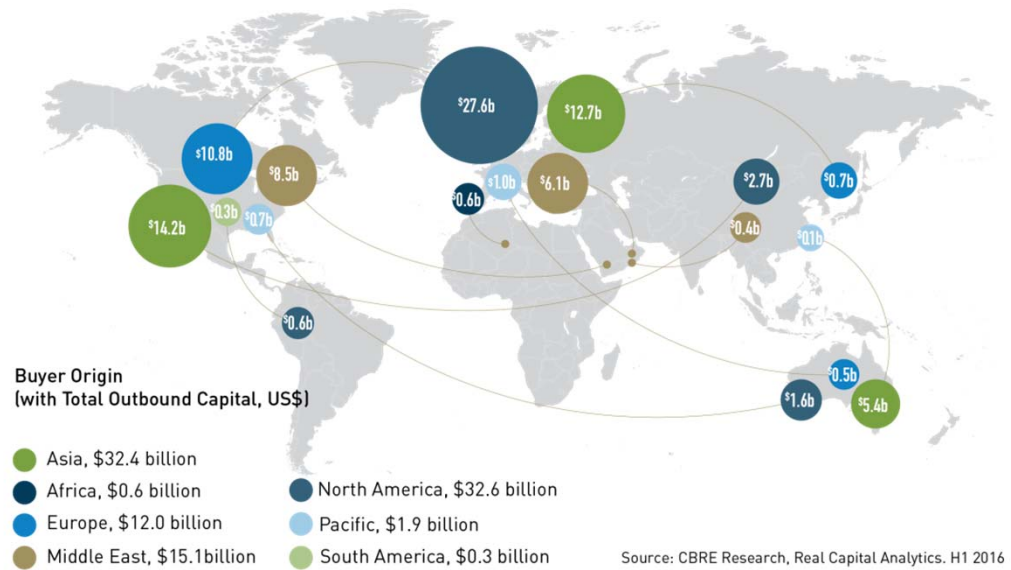 $27.6b
$12.7b
$10.8b
$8.5b
$1.0b
$6.1b
$2.7b
$0.7b
$0.6b
$0.3b
$0.7b
$14.2b
$0.4b
$0.1b
$0.6b
$0.5b
$1.6b
$5.4b
Buyer Origin
(with Total Outbound Capital, US$)
Asia, $32.4 billion
Africa, $0.6 billion
Europe, $12.0 billion
Middle East, $15.1billion
North America, $32.6 billion
Pacific, $1.9 billion
South America, $0.3 billion
Source: CBRE Research, Real Capital Analytics. H1 2016